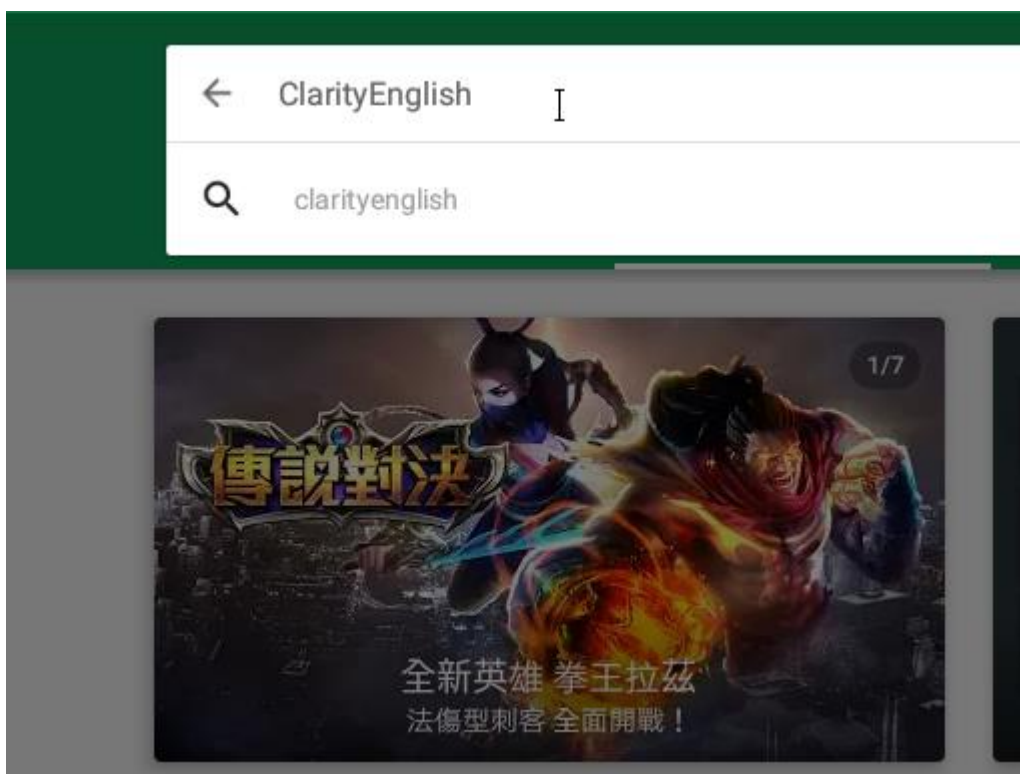 ClarityEnglish
clarityenglish
1/7
傳說對決
全新英雄 拳王拉茲
法傷型刺客 全面開戰！